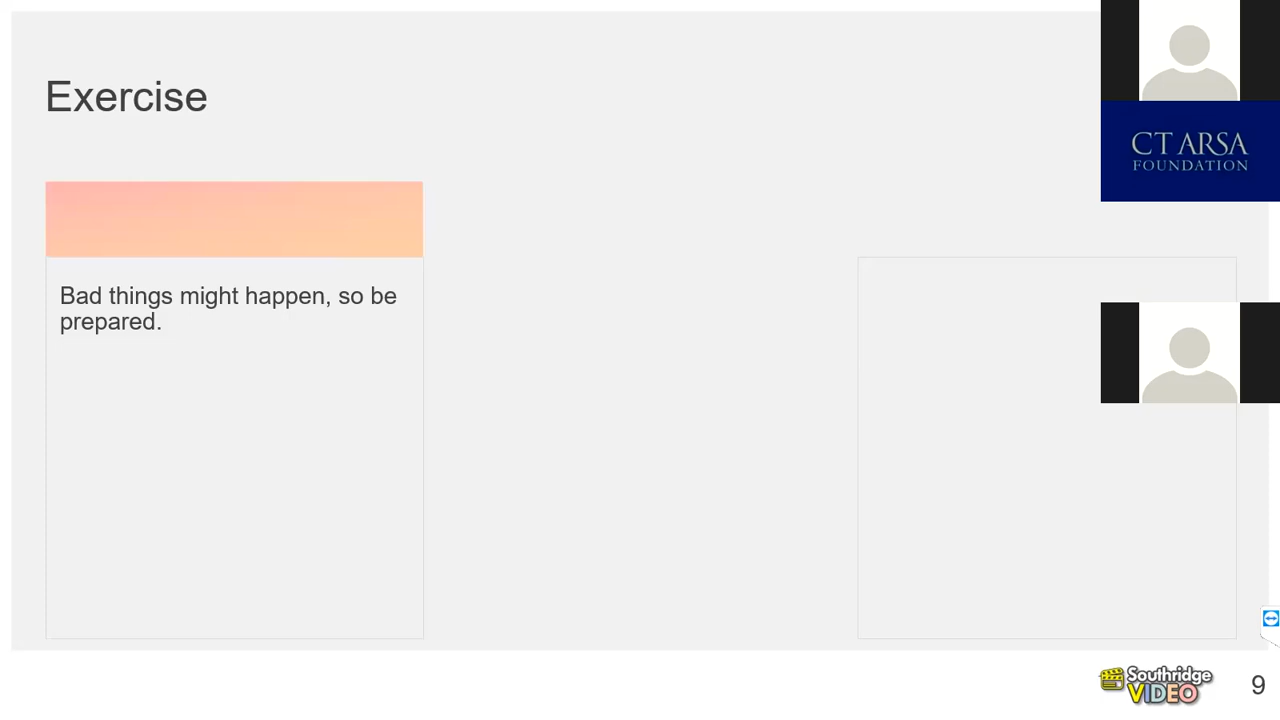 Exercise
CT ARSA
FOUNDATION
Bad things might happen, so be
prepared.
Southridge
VIDEO
9